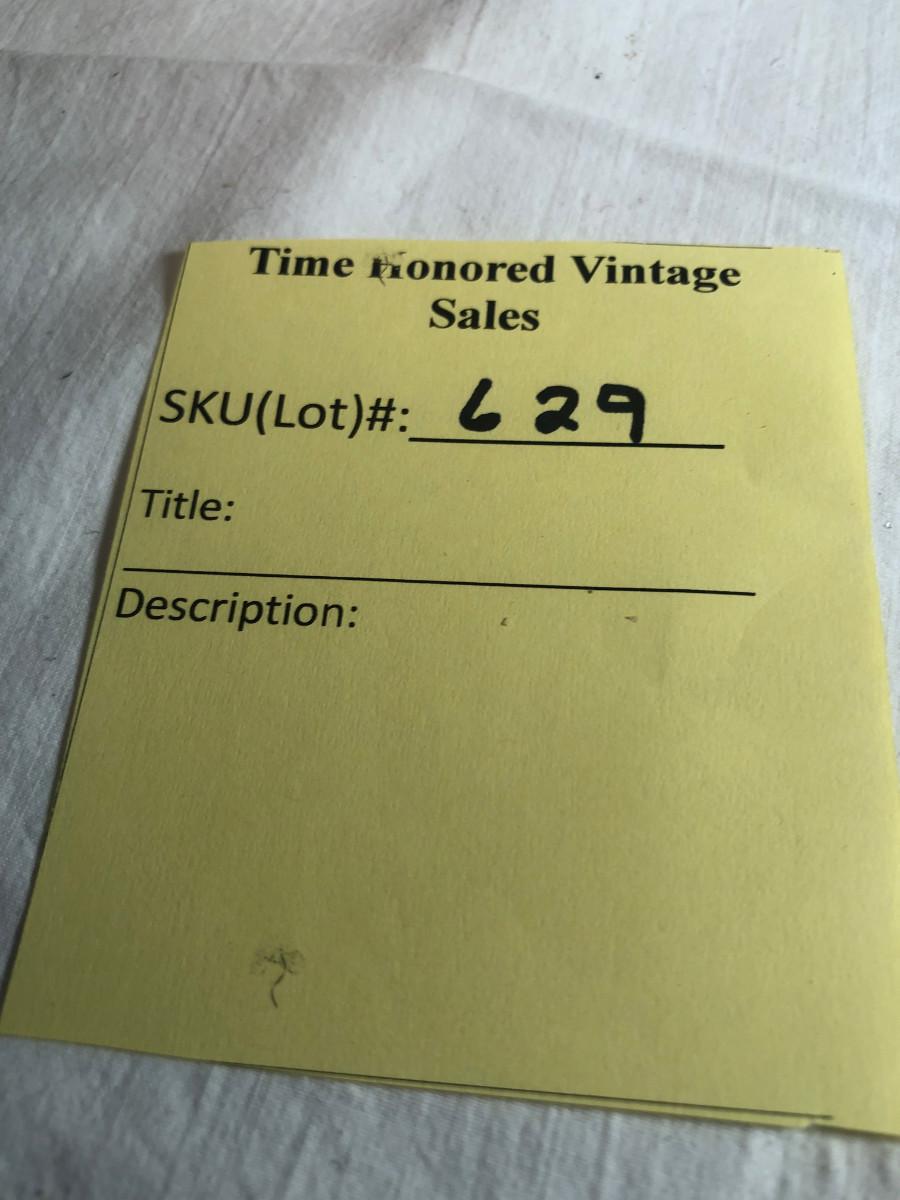 Time Honored Vintage
Sales
SKU(Lot)#: 629
Title:
Description: